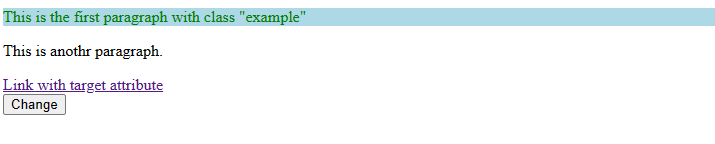 This is the first paragraph with class "example"
This is anothr paragraph.
Link with target attribute
Change